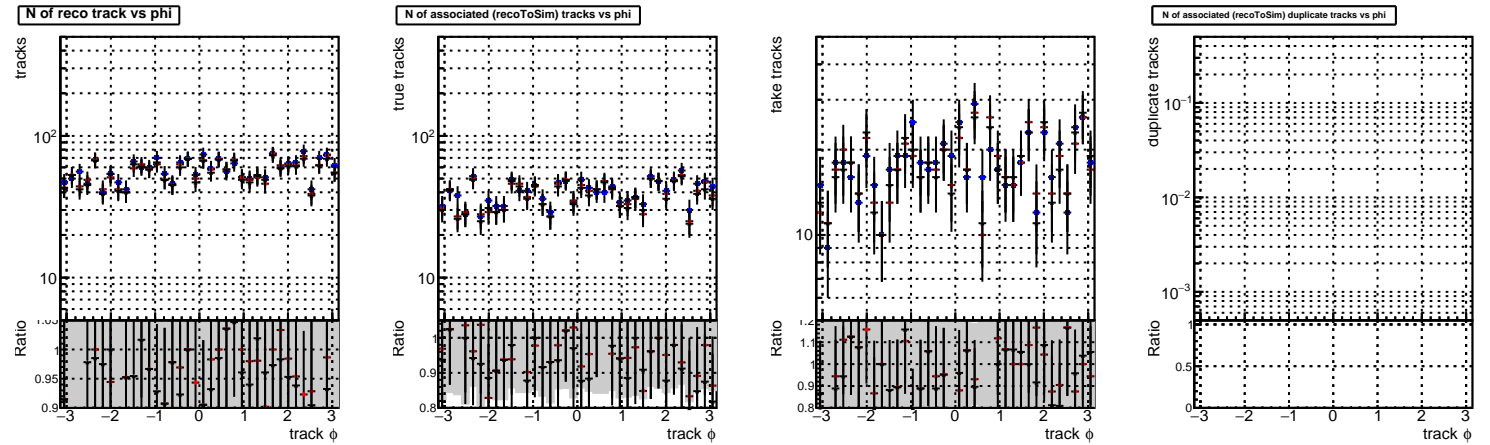 N of reco track vs phi
tracks
10²
10
Ratio
1.05
1
0.95
0.9
−3 −2 −1 0 1 2 3
track ϕ
N of associated (recoToSim) tracks vs phi
true tracks
10²
10
Ratio
1
0.9
0.8
−3 −2 −1 0 1 2 3
track ϕ
fake tracks
10
Ratio
1.2
1.1
1
0.9
0.8
−3 −2 −1 0 1 2 3
track ϕ
N of associated (recoToSim) duplicate tracks vs phi
duplicate tracks
10⁻¹
10⁻²
10⁻³
Ratio
1
0.5
0
−3 −2 −1 0 1 2 3
track ϕ